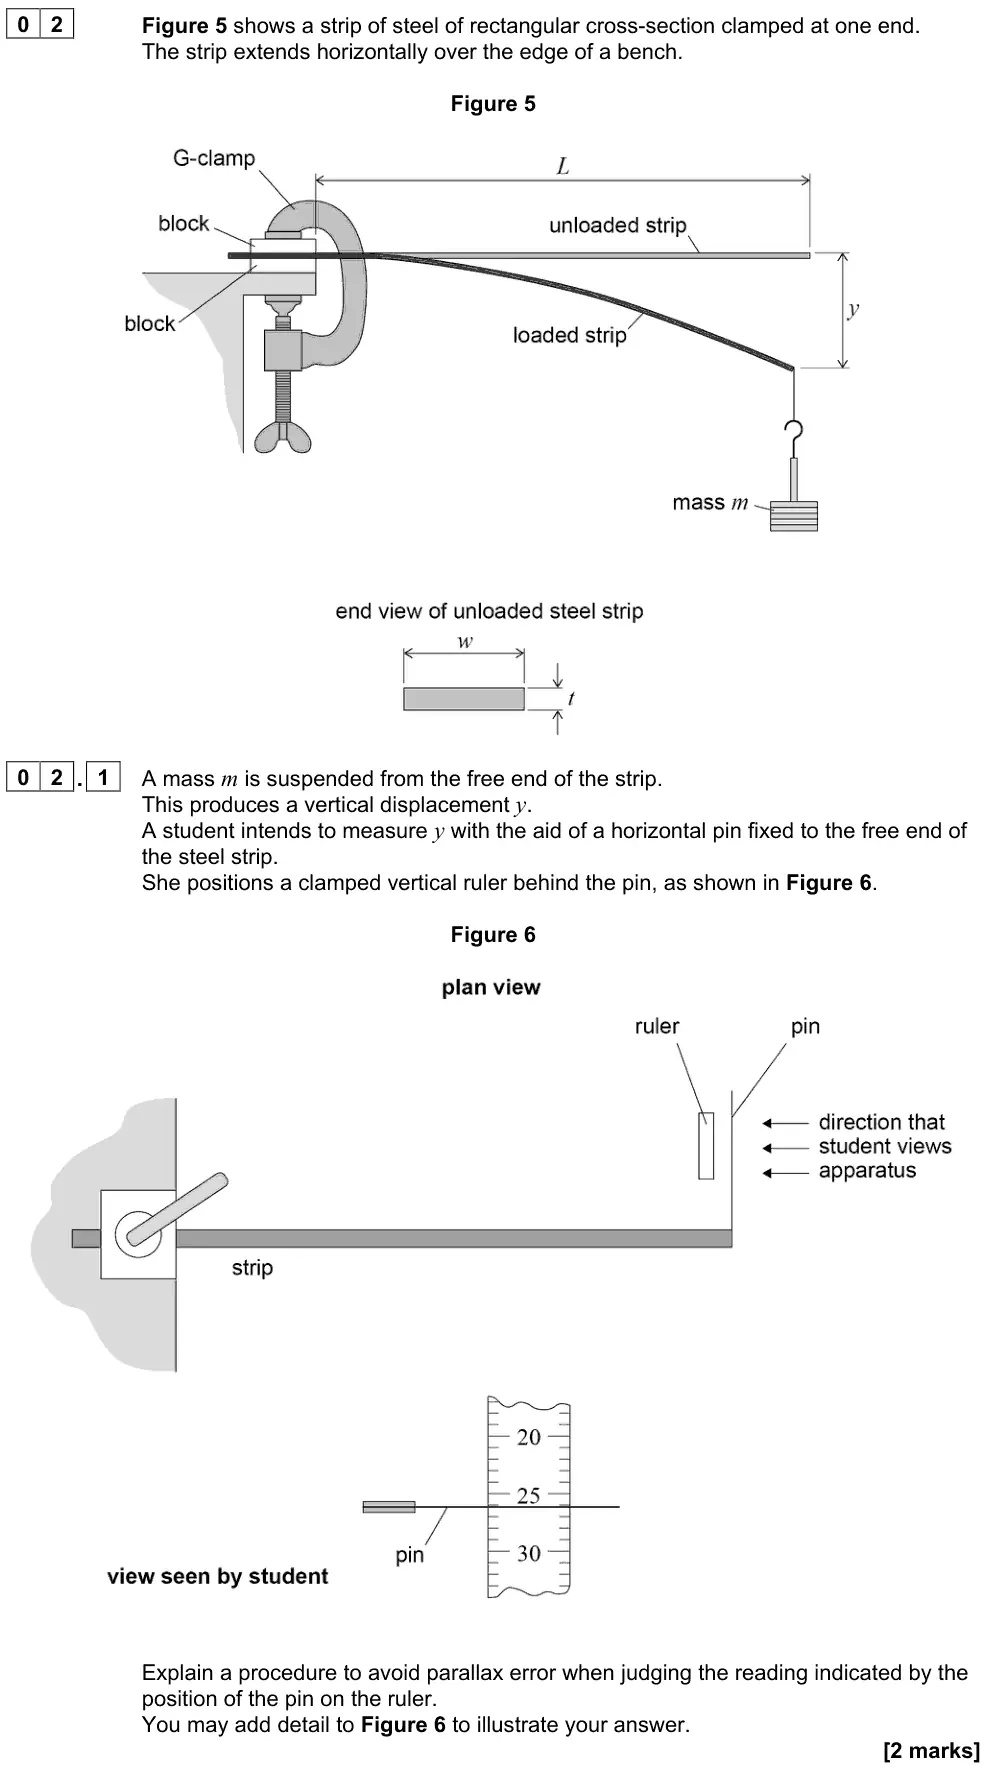 0 2
Figure 5 shows a strip of steel of rectangular cross-section clamped at one end.
The strip extends horizontally over the edge of a bench.
Figure 5
G-clamp
L
block
unloaded strip
y
block
loaded strip
mass m
end view of unloaded steel strip
w
t
0 2 . 1
A mass m is suspended from the free end of the strip.
This produces a vertical displacement y.
A student intends to measure y with the aid of a horizontal pin fixed to the free end of
the steel strip.
She positions a clamped vertical ruler behind the pin, as shown in Figure 6.
Figure 6
plan view
ruler
pin
direction that
student views
apparatus
strip
20
25
30
pin
view seen by student
Explain a procedure to avoid parallax error when judging the reading indicated by the
position of the pin on the ruler.
You may add detail to Figure 6 to illustrate your answer.
[2 marks]